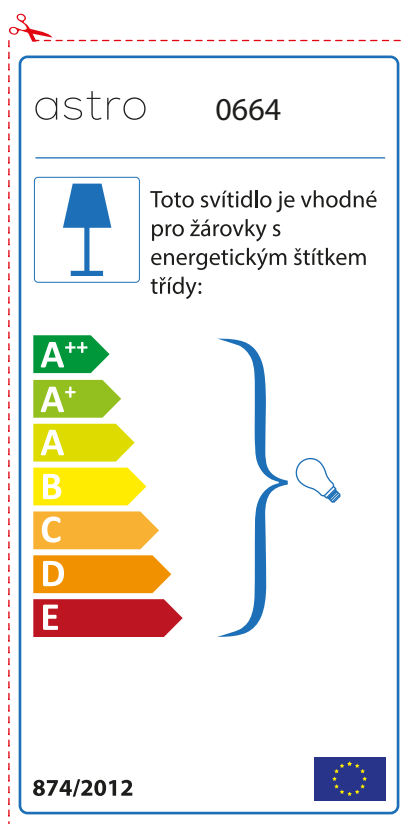 astro 0664
Toto svítidlo je vhodné
pro žárovky s
energetickým štítkem
třídy:
A++
A+
A
B
C
D
E
874/2012